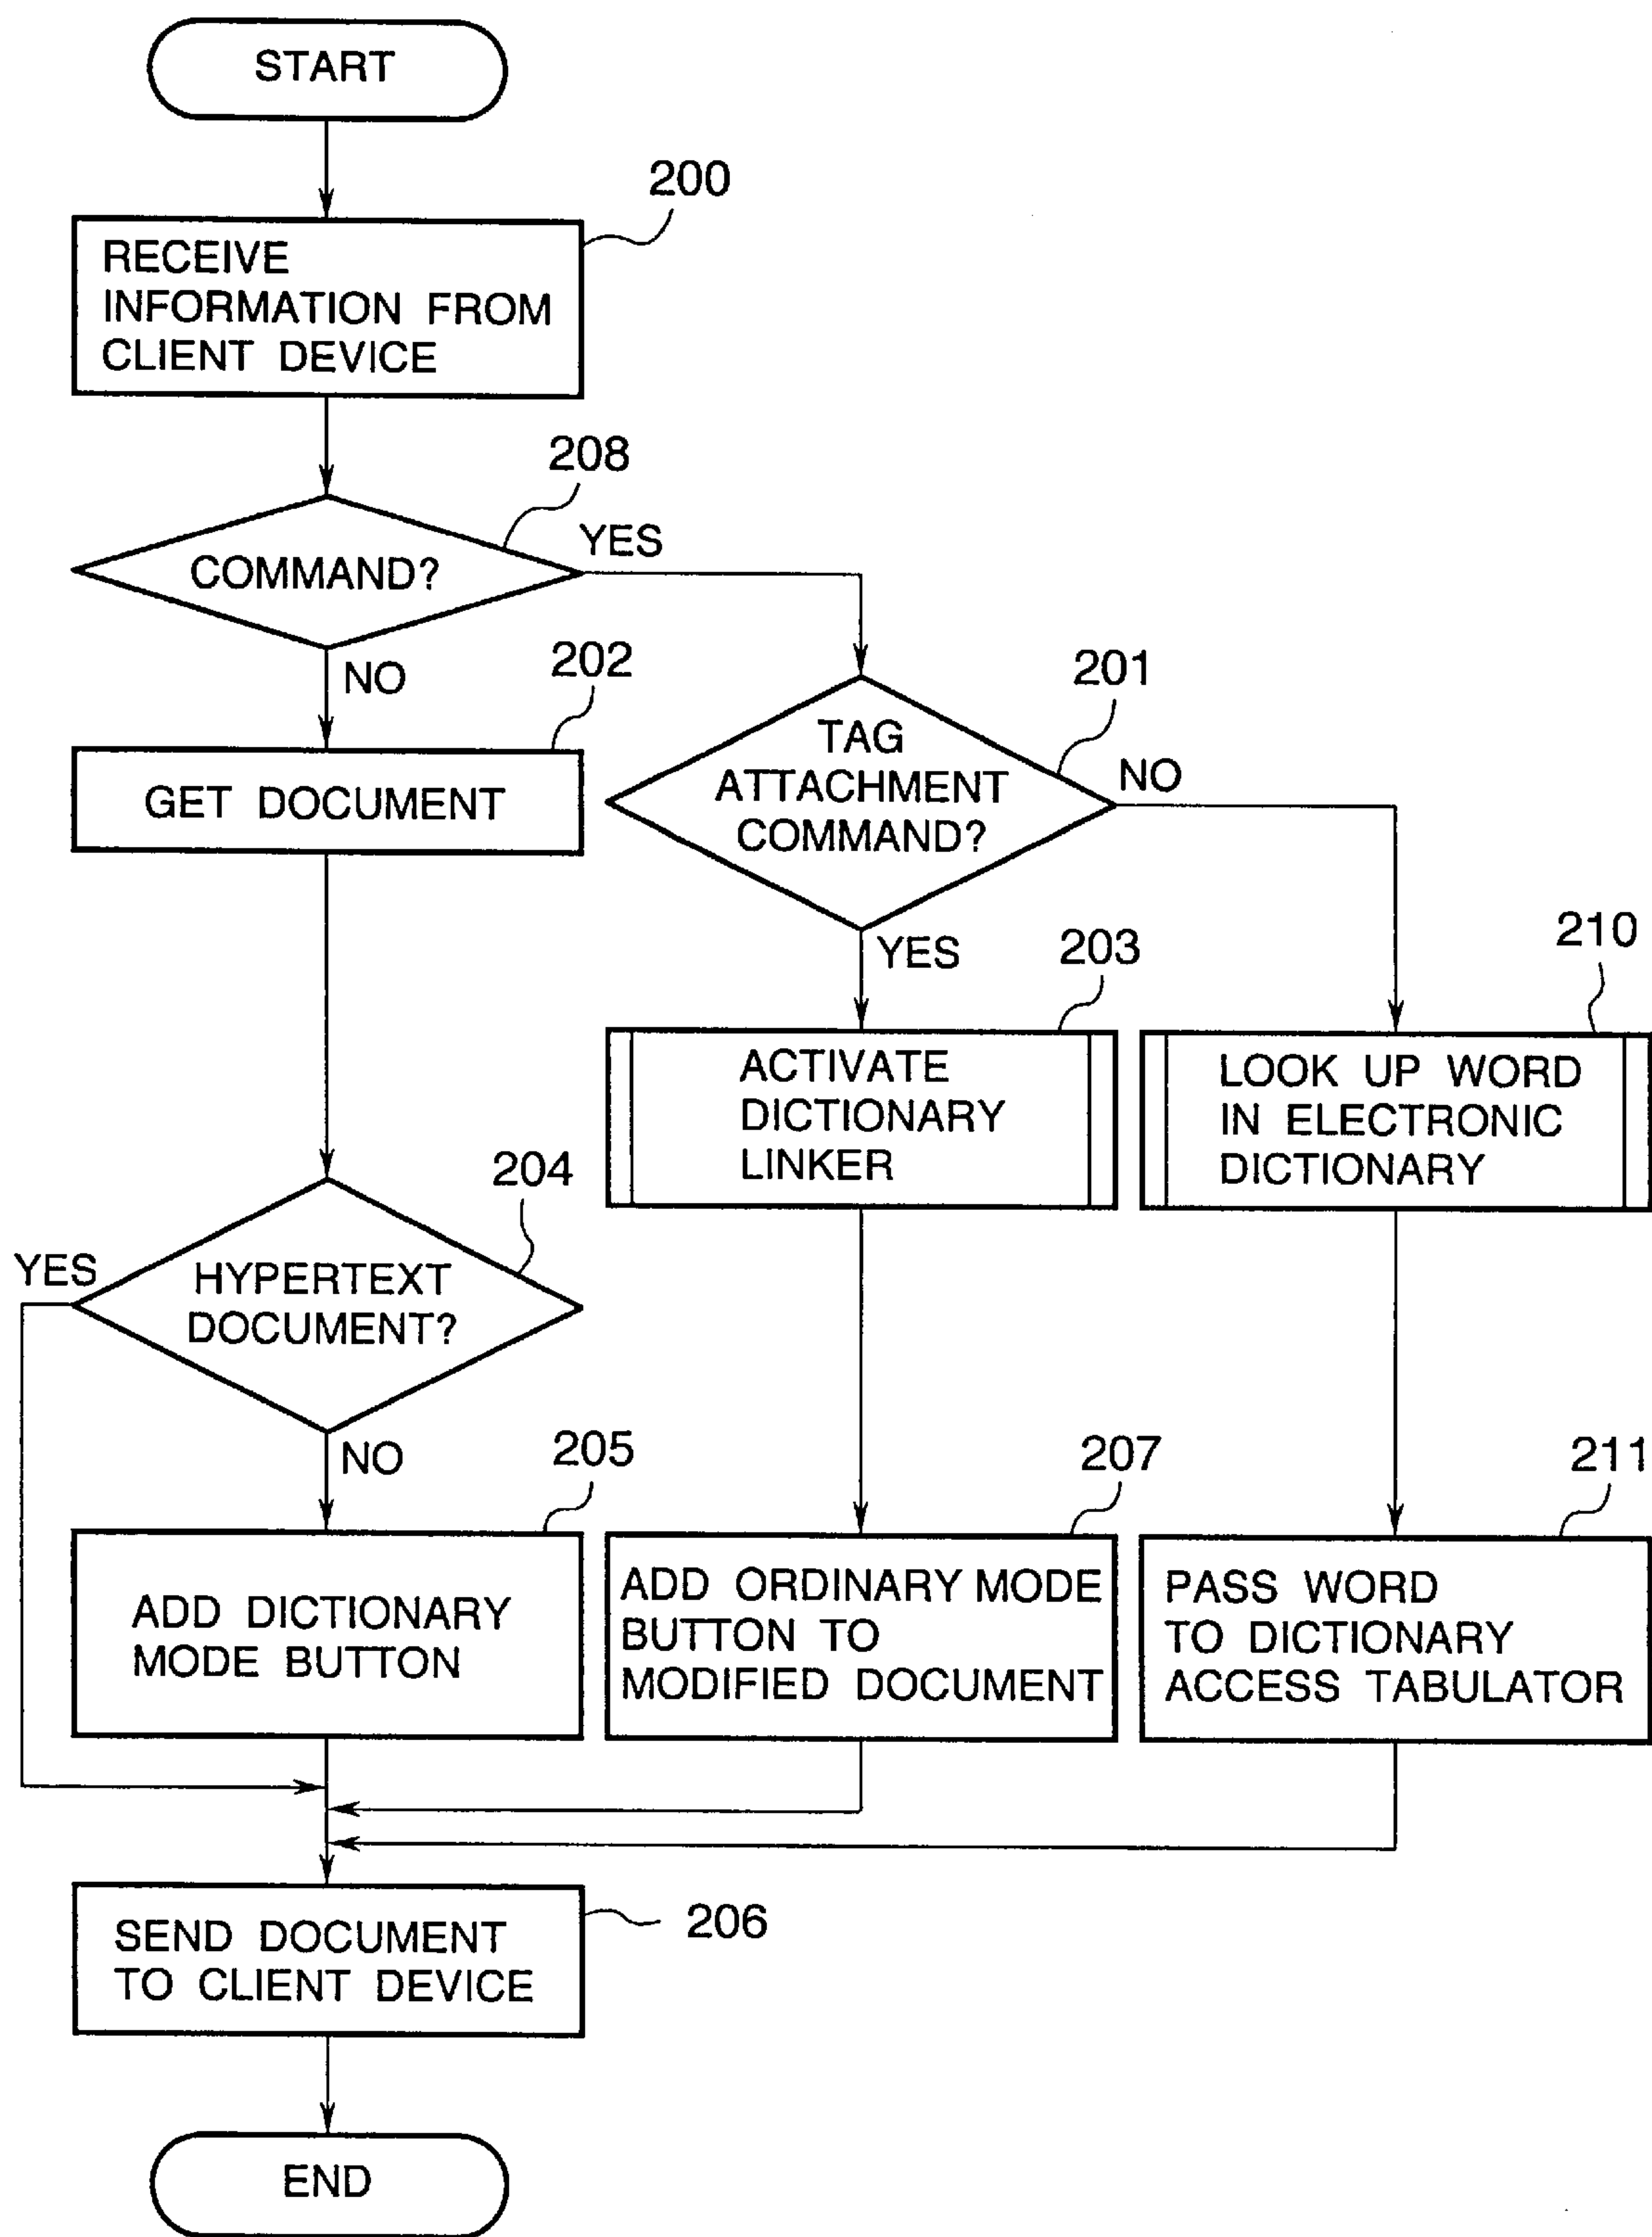 START
200
RECEIVE
INFORMATION FROM
CLIENT DEVICE
208
COMMAND?
YES
NO
202
GET DOCUMENT
201
TAG
ATTACHMENT
COMMAND?
NO
YES
203
ACTIVATE
DICTIONARY
LINKER
210
LOOK UP WORD
IN ELECTRONIC
DICTIONARY
204
YES
HYPERTEXT
DOCUMENT?
NO
205
ADD DICTIONARY
MODE BUTTON
207
ADD ORDINARY MODE
BUTTON TO
MODIFIED DOCUMENT
211
PASS WORD
TO DICTIONARY
ACCESS TABULATOR
SEND DOCUMENT
TO CLIENT DEVICE
206
END